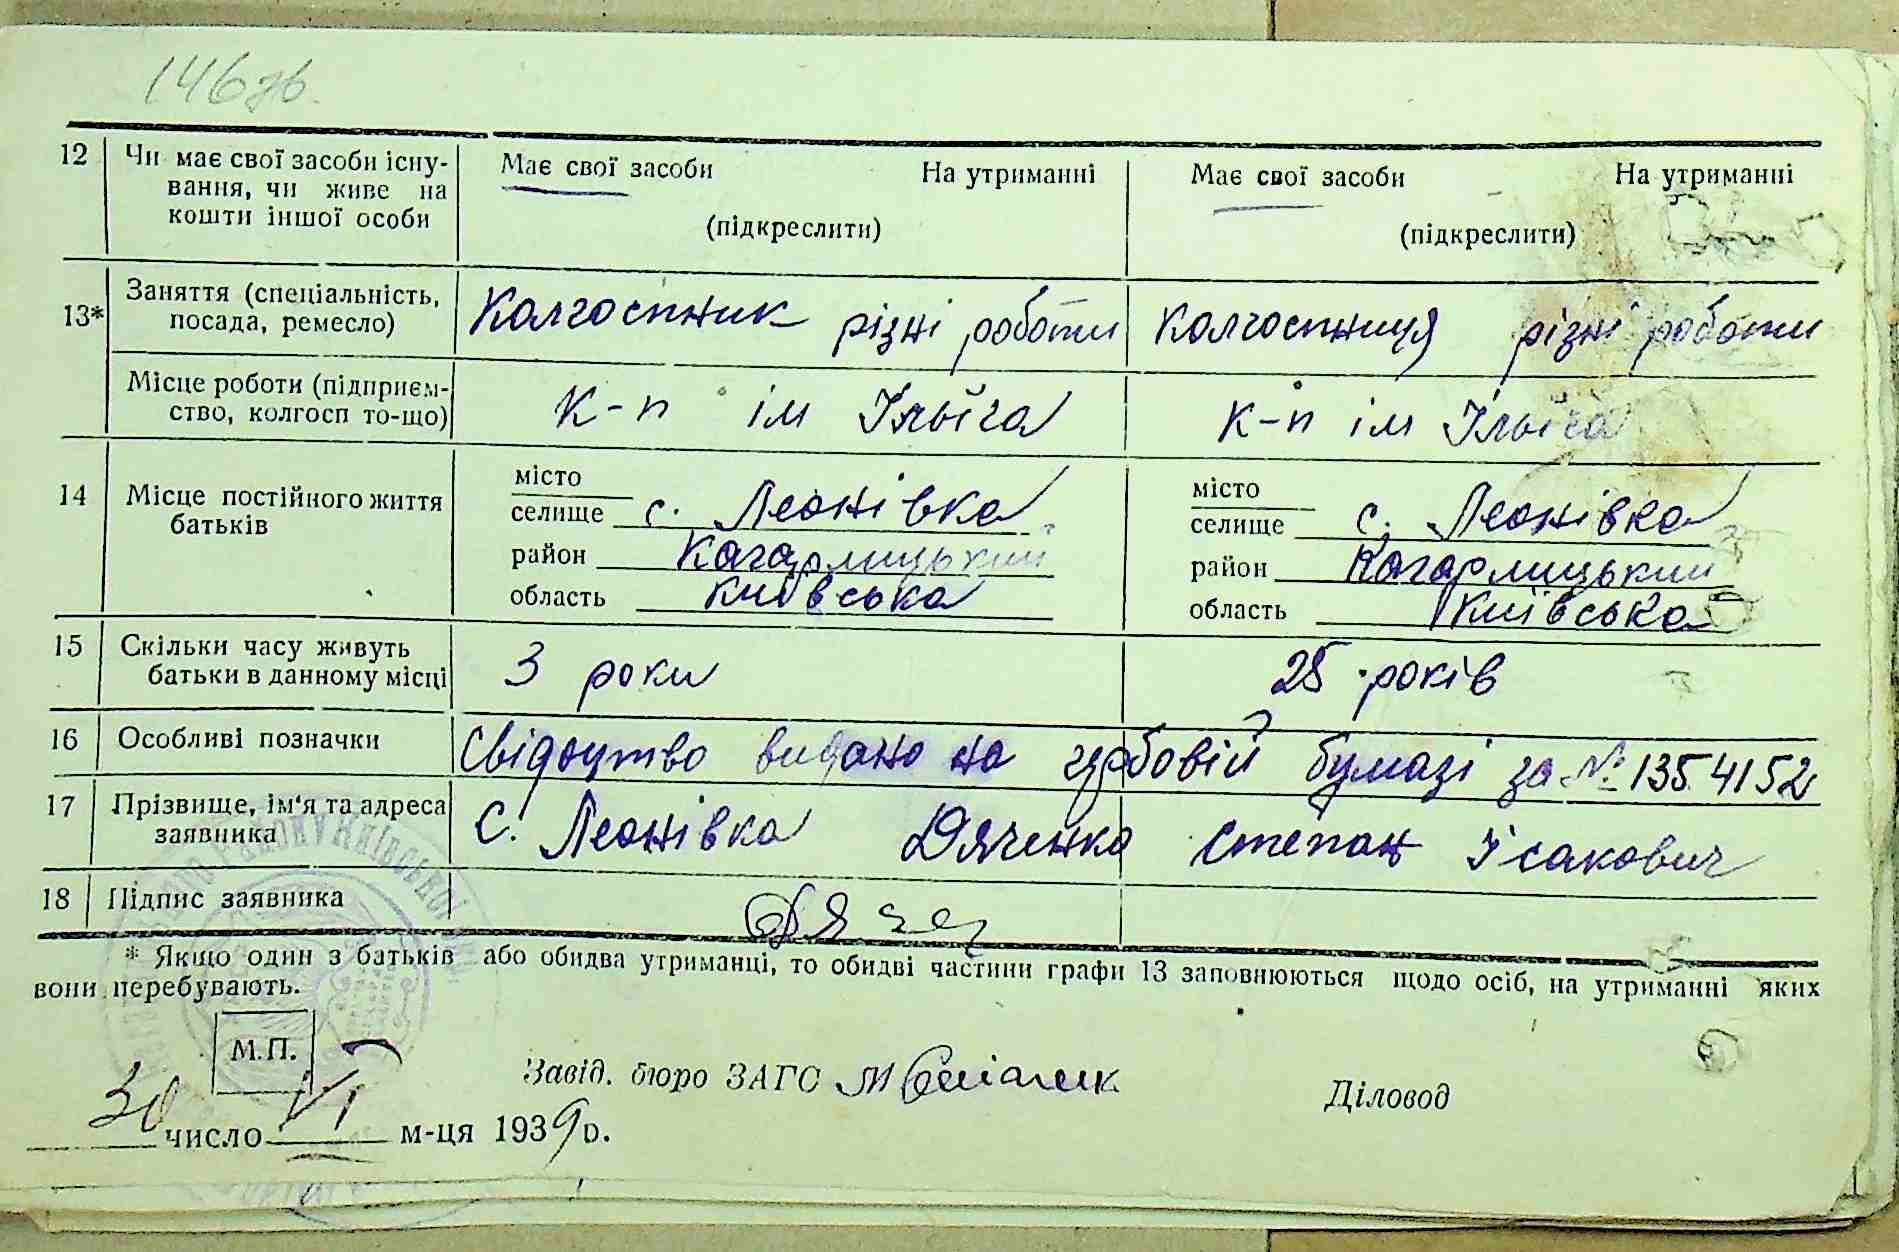 146 зв.
12 Чи має свої засоби існу- Має свої засоби На утриманні Має свої засоби На утриманні
вання, чи живе на
кошти іншої особи (підкреслити) (підкреслити)
13* Заняття (спеціальність, Колгоспник різні роботи Колгоспниця різні роботи
посада, ремесло)
Місце роботи (підприєм- К-п ім Ілліча К-п ім Ілліча
ство, колгосп то-що)
14 Місце постійного життя місто місто
батьків селище с. Леонівка селище с. Леонівка
район Кагарлицький район Кагарлицький
область Київська область Київська
15 Скільки часу живуть 3 роки 25 років
батьки в данному місці
16 Особливі позначки Свідоцтво видано на гербовій бумазі за № 1354152
17 Прізвище, ім'я та адреса с. Леонівка Дяченко Степан Ісакович
заявника
18 Підпис заявника
* Якщо один з батьків або обидва утриманці, то обидві частини графи 13 заповнюються щодо осіб, на утриманні яких
вони перебувають.
М.П.
Завід. бюро ЗАГС Діловод
30 число VI м-ця 1939 р.